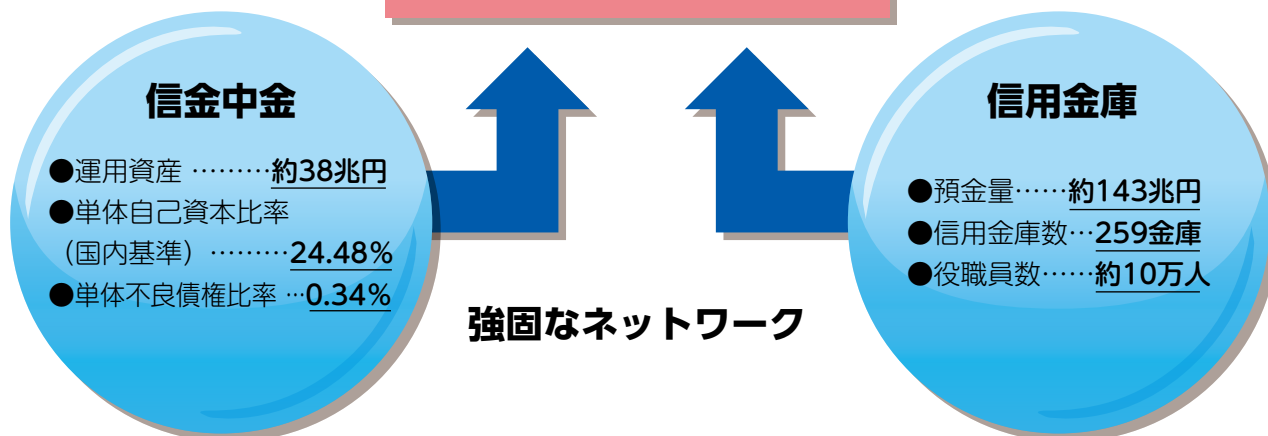 信金中金
●運用資産 ………約38兆円
●単体自己資本比率
（国内基準）………24.48%
●単体不良債権比率 …0.34%
信用金庫
●預金量……約143兆円
●信用金庫数…259金庫
●役職員数……約10万人
強固なネットワーク